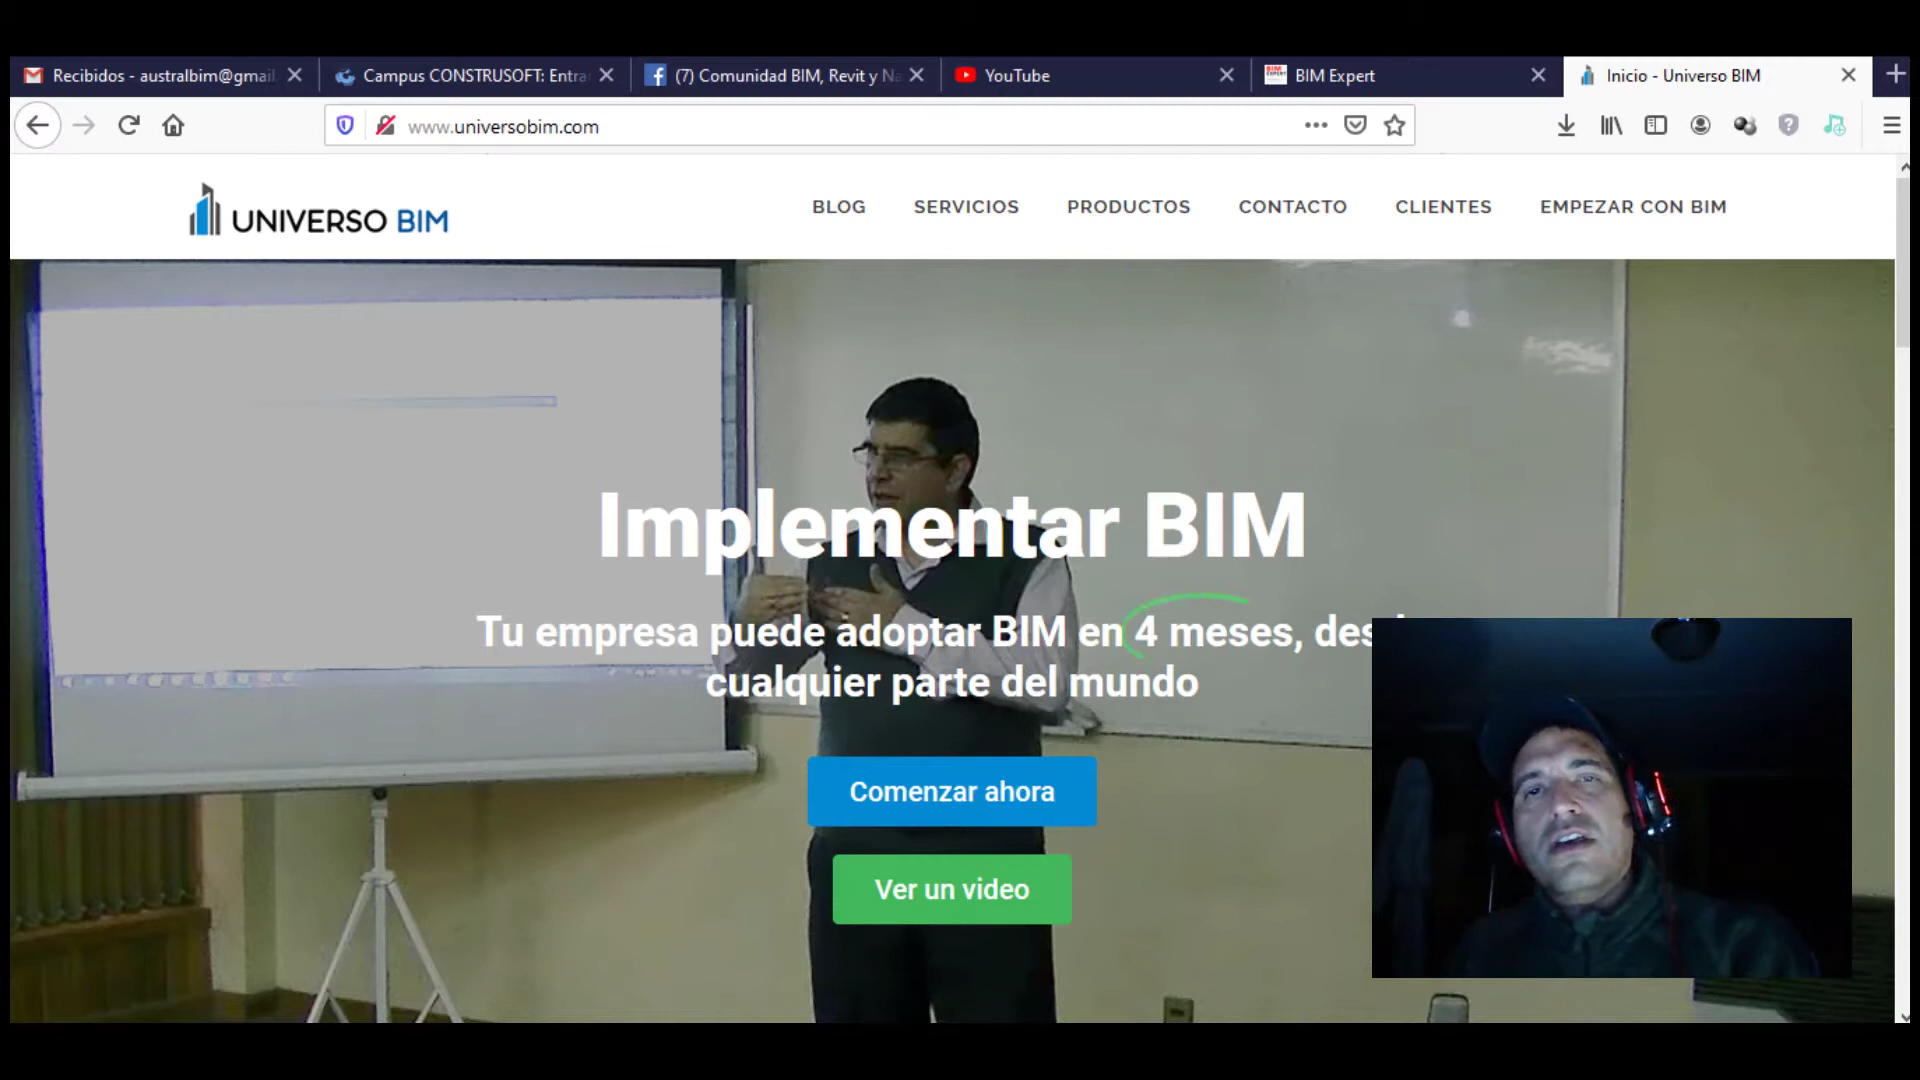 Recibidos - australbim@gmail.
Campus CONSTRUSOFT: Entra
(7) Comunidad BIM, Revit y Na
YouTube
BIM Expert
Inicio - Universo BIM
www.universobim.com
UNIVERSO BIM
BLOG
SERVICIOS
PRODUCTOS
CONTACTO
CLIENTES
EMPEZAR CON BIM
Implementar BIM
Tu empresa puede adoptar BIM en 4 meses,
cualquier parte del mundo
Comenzar ahora
Ver un video